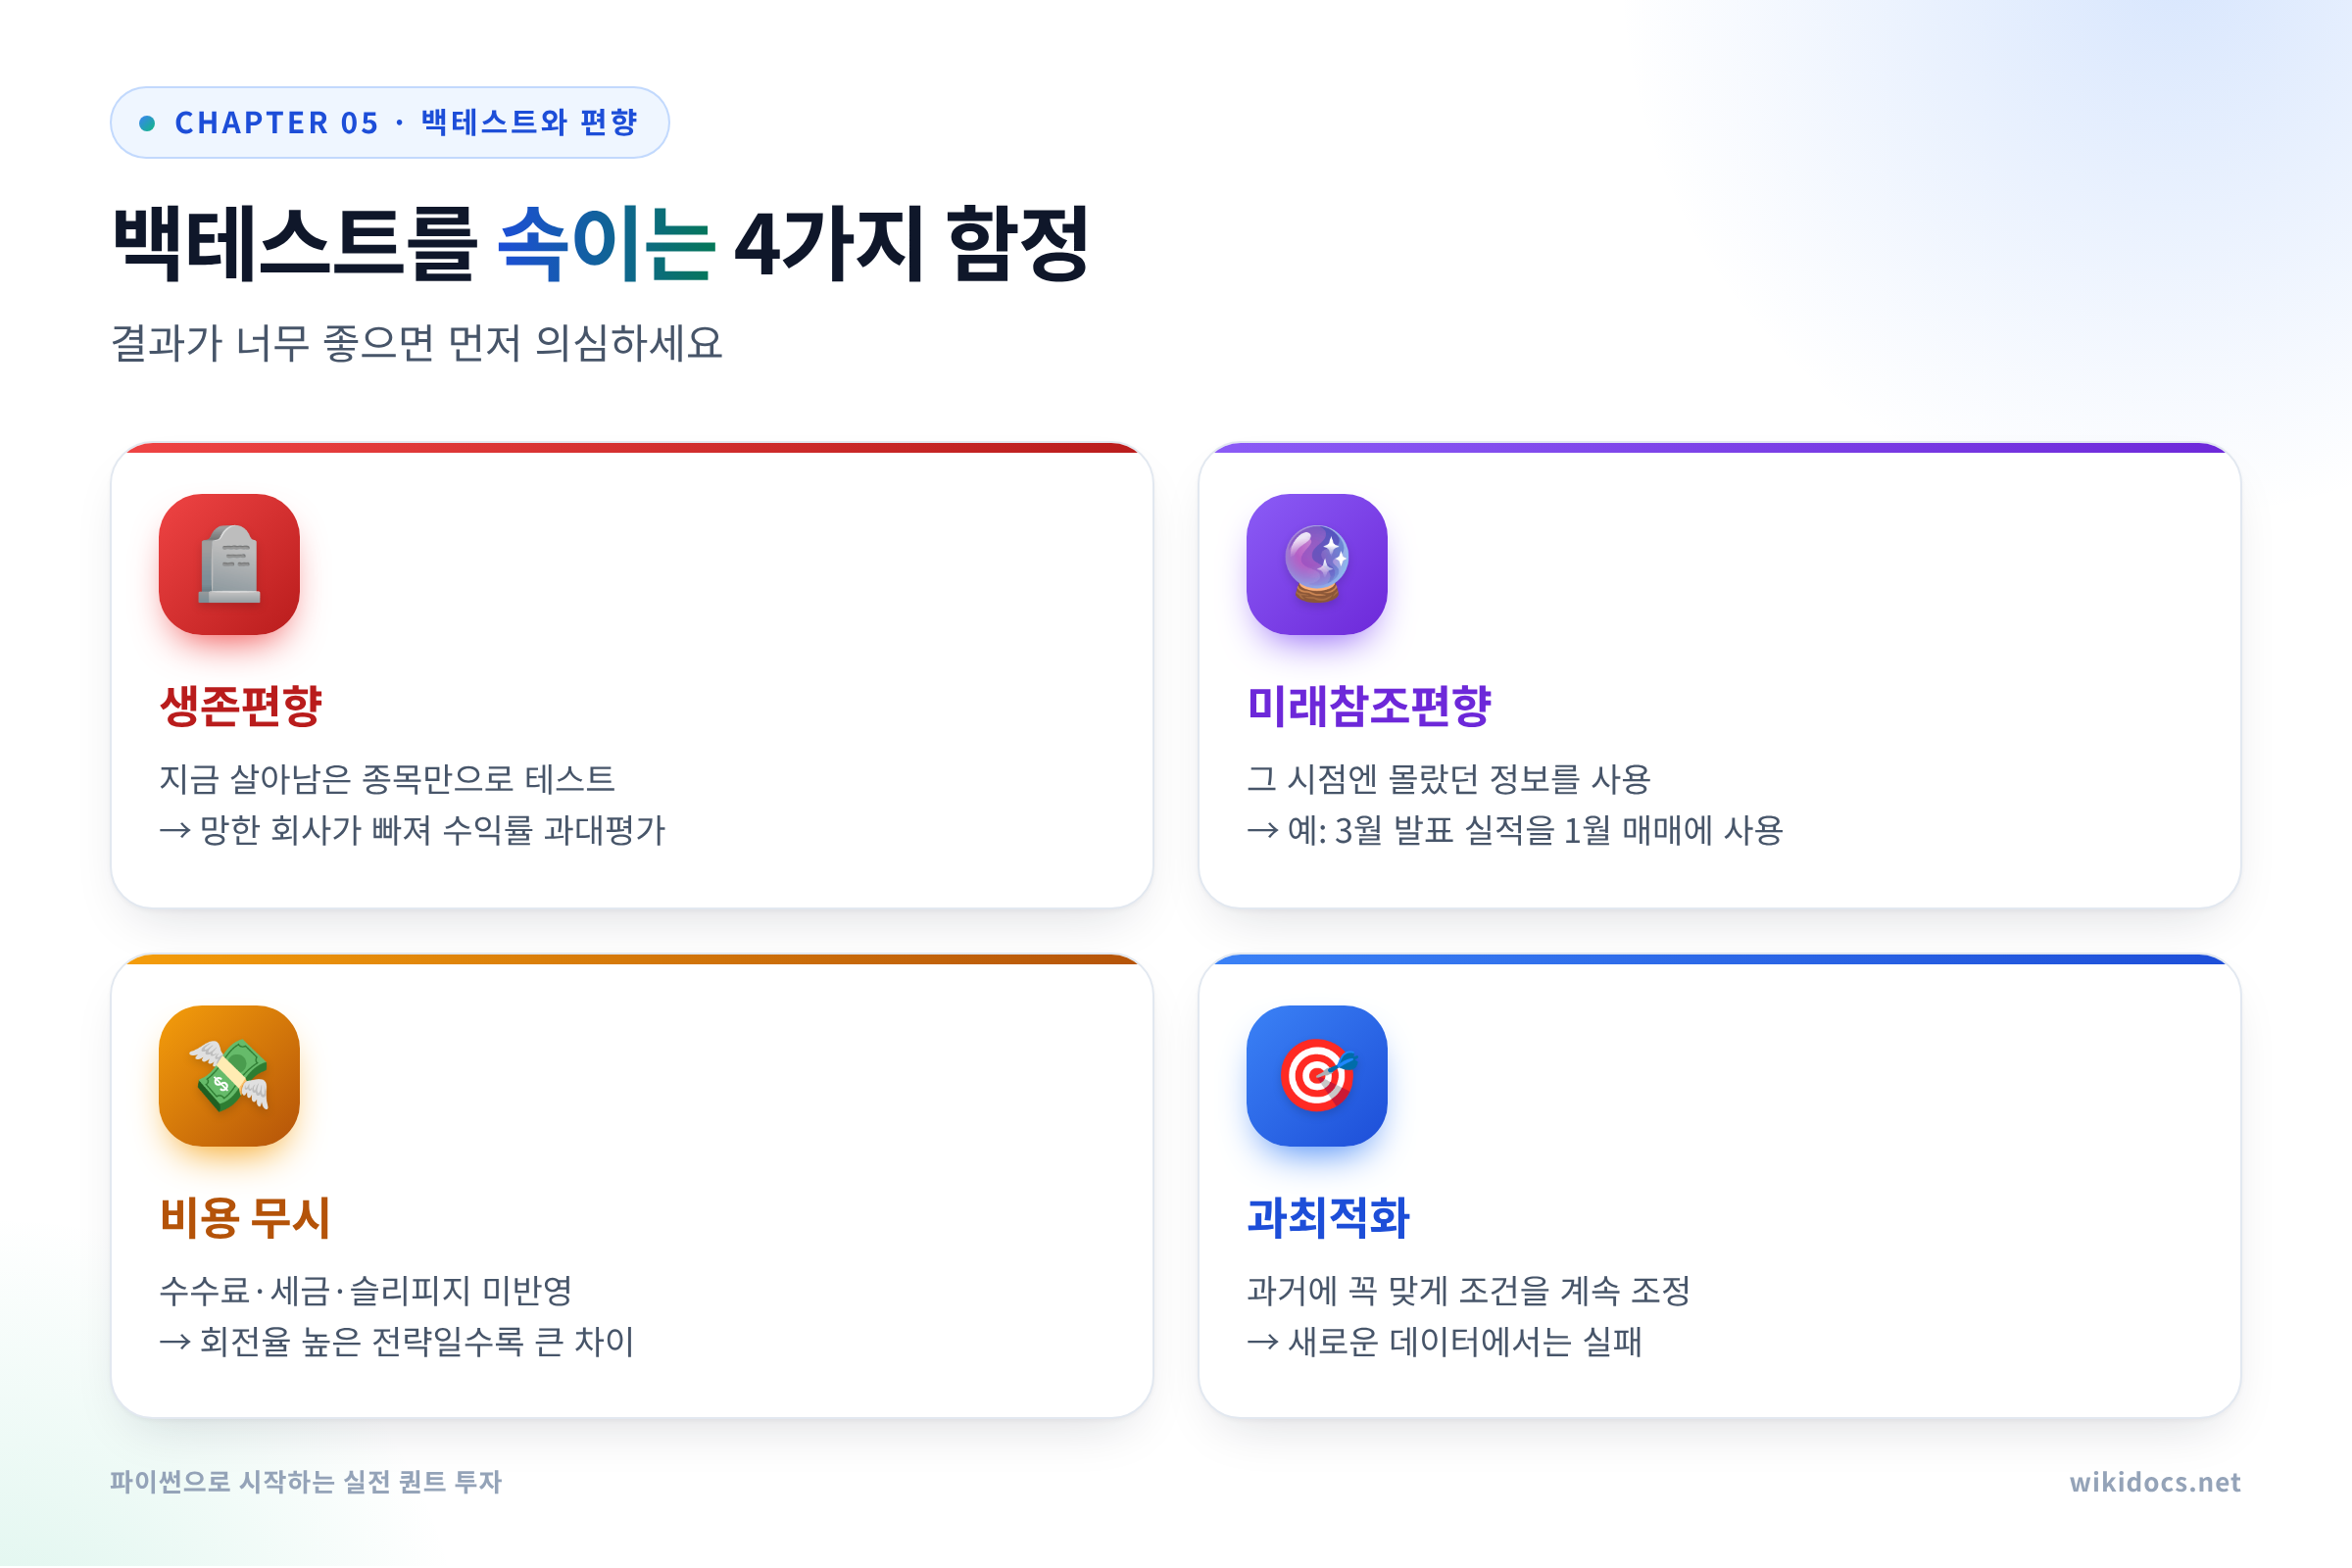 CHAPTER 05 · 백테스트와 편향
백테스트를 속이는 4가지 함정
결과가 너무 좋으면 먼저 의심하세요
생존편향
지금 살아남은 종목만으로 테스트
→ 망한 회사가 빠져 수익률 과대평가
미래참조편향
그 시점엔 몰랐던 정보를 사용
→ 예: 3월 발표 실적을 1월 매매에 사용
비용 무시
수수료·세금·슬리피지 미반영
→ 회전율 높은 전략일수록 큰 차이
과최적화
과거에 꼭 맞게 조건을 계속 조정
→ 새로운 데이터에서는 실패
파이썬으로 시작하는 실전 퀀트 투자
wikidocs.net